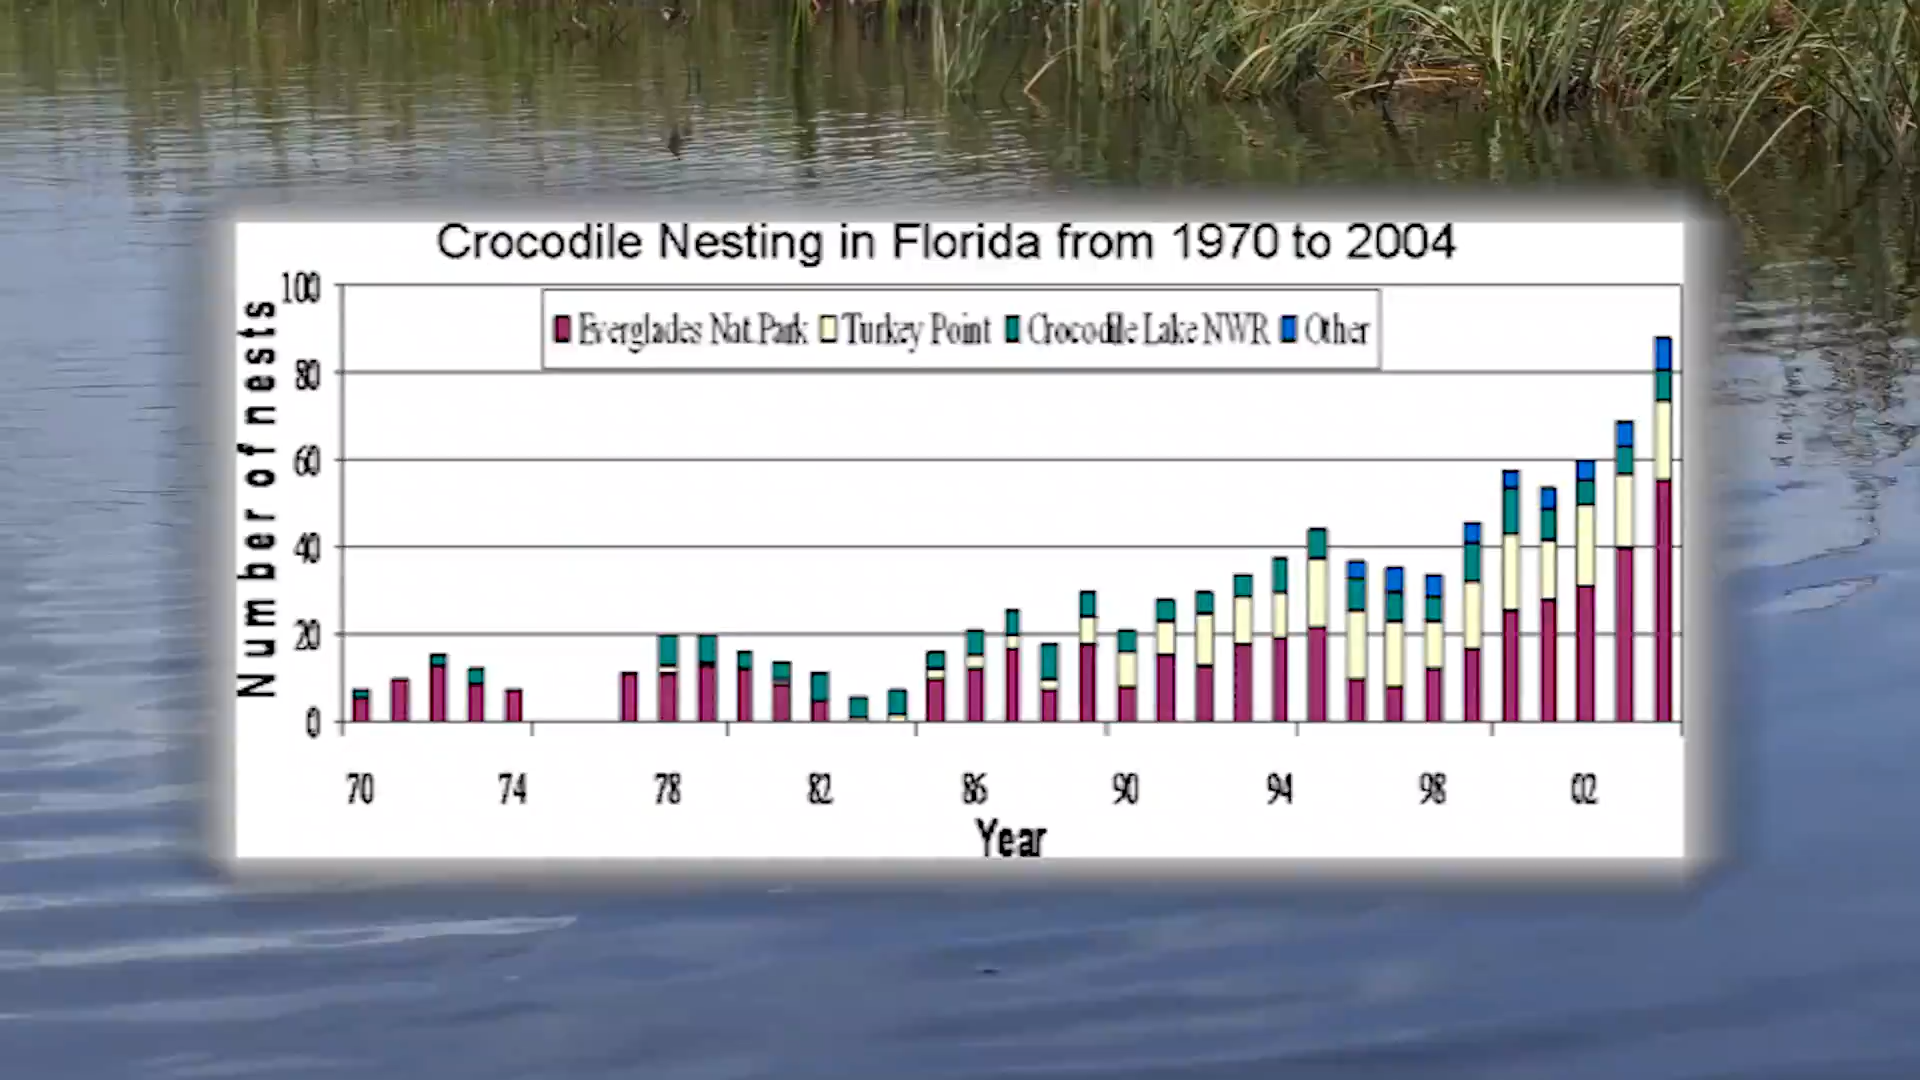 Crocodile Nesting in Florida from 1970 to 2004
Number of nests
100
80
60
40
20
0
Everglades Nat.Park Turkey Point Crocodile Lake NWR Other
70 74 78 82 86 90 94 98 02
Year